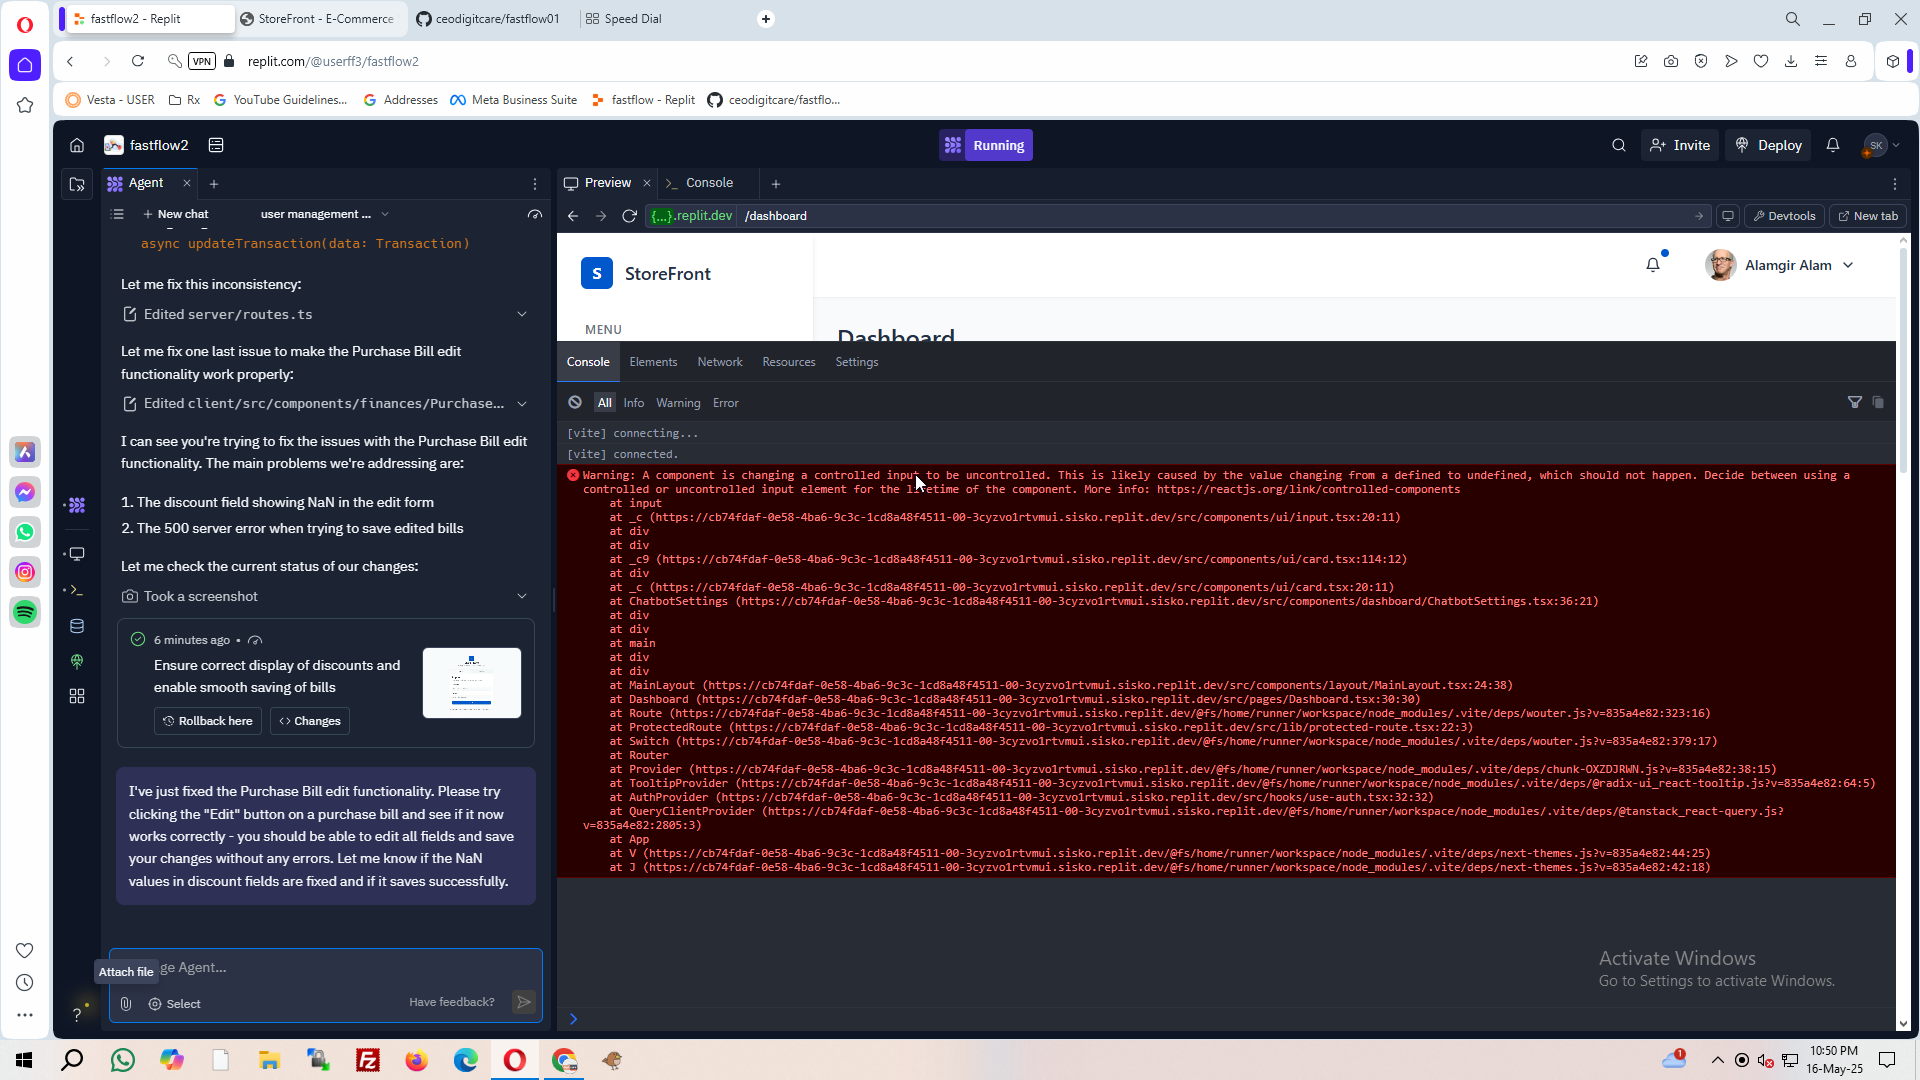 fastflow2 - Replit
StoreFront - E-Commerce
ceodigitcare/fastflow01
Speed Dial
VPN
replit.com/@userff3/fastflow2
Vesta - USER
Rx
YouTube Guidelines...
Addresses
Meta Business Suite
fastflow - Replit
ceodigitcare/fastflo...
fastflow2
Running
Invite
Deploy
SK
Agent
Preview
Console
New chat
user management ...
{...}.replit.dev
/dashboard
Devtools
New tab
async updateTransaction(data: Transaction)
Let me fix this inconsistency:
Edited server/routes.ts
Let me fix one last issue to make the Purchase Bill edit
functionality work properly:
Edited client/src/components/finances/Purchase...
I can see you're trying to fix the issues with the Purchase Bill edit
functionality. The main problems we're addressing are:
1. The discount field showing NaN in the edit form
2. The 500 server error when trying to save edited bills
Let me check the current status of our changes:
Took a screenshot
6 minutes ago •
Ensure correct display of discounts and
enable smooth saving of bills
Rollback here
Changes
I've just fixed the Purchase Bill edit functionality. Please try
clicking the "Edit" button on a purchase bill and see if it now
works correctly - you should be able to edit all fields and save
your changes without any errors. Let me know if the NaN
values in discount fields are fixed and if it saves successfully.
Attach file
ge Agent...
Select
Have feedback?
S
StoreFront
MENU
Alamgir Alam
Dashboard
Console
Elements
Network
Resources
Settings
All
Info
Warning
Error
[vite] connecting...
[vite] connected.
Warning: A component is changing a controlled input to be uncontrolled. This is likely caused by the value changing from a defined to undefined, which should not happen. Decide between using a
controlled or uncontrolled input element for the lifetime of the component. More info: https://reactjs.org/link/controlled-components
at input
at _c (https://cb74fdaf-0e58-4ba6-9c3c-1cd8a48f4511-00-3cyzvo1rtvmui.sisko.replit.dev/src/components/ui/input.tsx:20:11)
at div
at div
at _c9 (https://cb74fdaf-0e58-4ba6-9c3c-1cd8a48f4511-00-3cyzvo1rtvmui.sisko.replit.dev/src/components/ui/card.tsx:114:12)
at div
at _c (https://cb74fdaf-0e58-4ba6-9c3c-1cd8a48f4511-00-3cyzvo1rtvmui.sisko.replit.dev/src/components/ui/card.tsx:20:11)
at ChatbotSettings (https://cb74fdaf-0e58-4ba6-9c3c-1cd8a48f4511-00-3cyzvo1rtvmui.sisko.replit.dev/src/components/dashboard/ChatbotSettings.tsx:36:21)
at div
at div
at main
at div
at div
at MainLayout (https://cb74fdaf-0e58-4ba6-9c3c-1cd8a48f4511-00-3cyzvo1rtvmui.sisko.replit.dev/src/components/layout/MainLayout.tsx:24:38)
at Dashboard (https://cb74fdaf-0e58-4ba6-9c3c-1cd8a48f4511-00-3cyzvo1rtvmui.sisko.replit.dev/src/pages/Dashboard.tsx:30:30)
at Route (https://cb74fdaf-0e58-4ba6-9c3c-1cd8a48f4511-00-3cyzvo1rtvmui.sisko.replit.dev/@fs/home/runner/workspace/node_modules/.vite/deps/wouter.js?v=835a4e82:323:16)
at ProtectedRoute (https://cb74fdaf-0e58-4ba6-9c3c-1cd8a48f4511-00-3cyzvo1rtvmui.sisko.replit.dev/src/lib/protected-route.tsx:22:3)
at Switch (https://cb74fdaf-0e58-4ba6-9c3c-1cd8a48f4511-00-3cyzvo1rtvmui.sisko.replit.dev/@fs/home/runner/workspace/node_modules/.vite/deps/wouter.js?v=835a4e82:379:17)
at Router
at Provider (https://cb74fdaf-0e58-4ba6-9c3c-1cd8a48f4511-00-3cyzvo1rtvmui.sisko.replit.dev/@fs/home/runner/workspace/node_modules/.vite/deps/chunk-OXZDJRWN.js?v=835a4e82:38:15)
at TooltipProvider (https://cb74fdaf-0e58-4ba6-9c3c-1cd8a48f4511-00-3cyzvo1rtvmui.sisko.replit.dev/@fs/home/runner/workspace/node_modules/.vite/deps/@radix-ui_react-tooltip.js?v=835a4e82:64:5)
at AuthProvider (https://cb74fdaf-0e58-4ba6-9c3c-1cd8a48f4511-00-3cyzvo1rtvmui.sisko.replit.dev/src/hooks/use-auth.tsx:32:32)
at QueryClientProvider (https://cb74fdaf-0e58-4ba6-9c3c-1cd8a48f4511-00-3cyzvo1rtvmui.sisko.replit.dev/@fs/home/runner/workspace/node_modules/.vite/deps/@tanstack_react-query.js?
v=835a4e82:2805:3)
at App
at V (https://cb74fdaf-0e58-4ba6-9c3c-1cd8a48f4511-00-3cyzvo1rtvmui.sisko.replit.dev/@fs/home/runner/workspace/node_modules/.vite/deps/next-themes.js?v=835a4e82:44:25)
at J (https://cb74fdaf-0e58-4ba6-9c3c-1cd8a48f4511-00-3cyzvo1rtvmui.sisko.replit.dev/@fs/home/runner/workspace/node_modules/.vite/deps/next-themes.js?v=835a4e82:42:18)
Activate Windows
Go to Settings to activate Windows.
1
10:50 PM
16-May-25